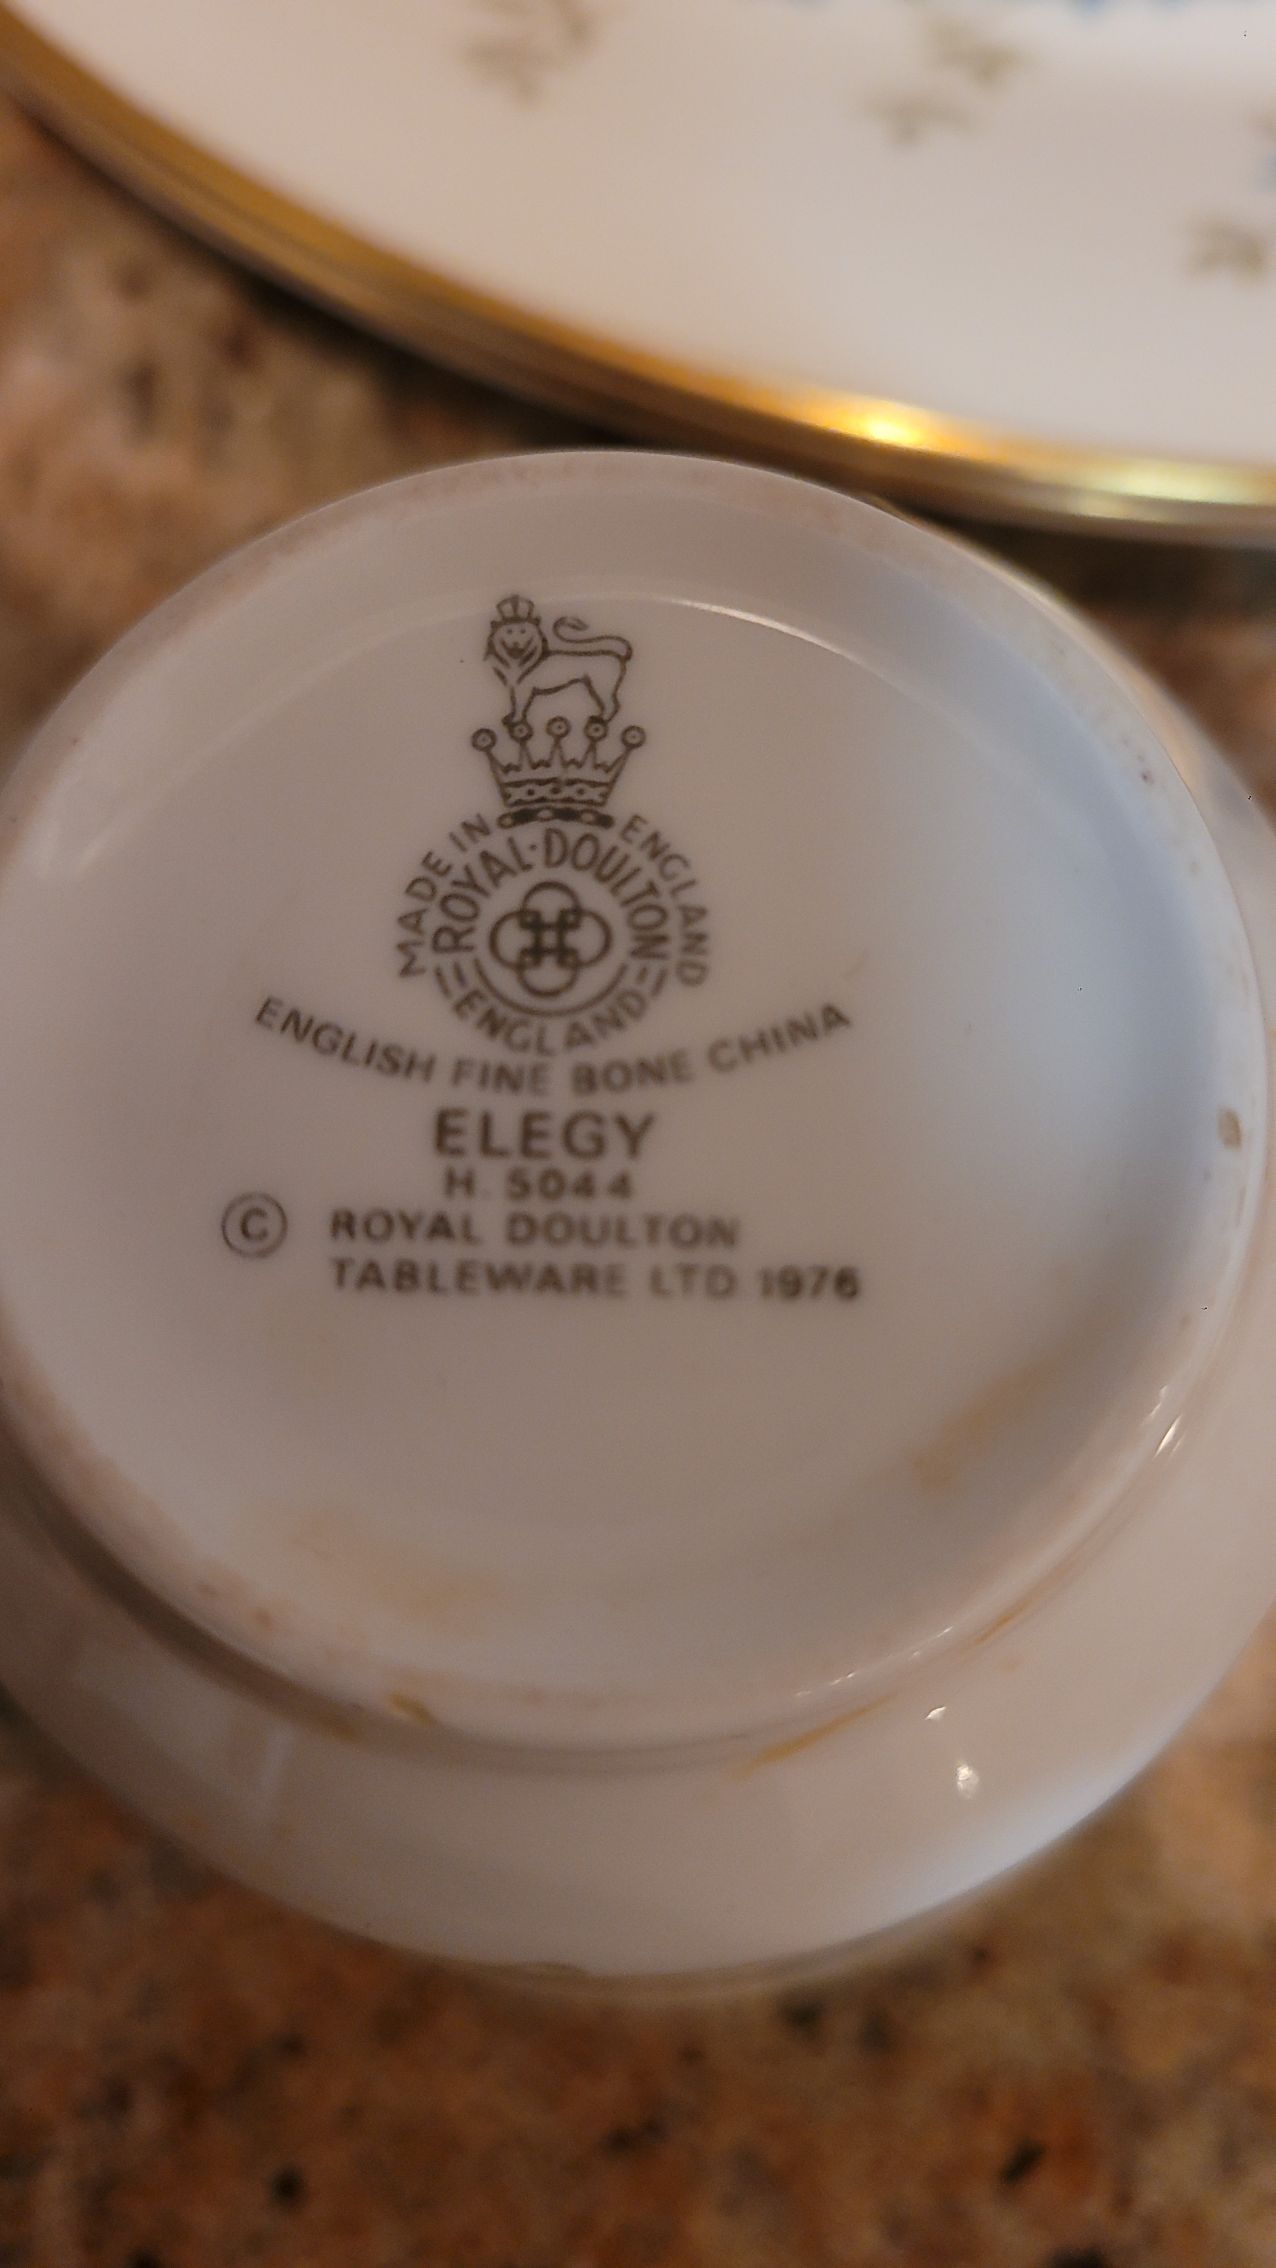 MADE IN ENGLAND
ROYAL·DOULTON
ENGLAND
ENGLISH FINE BONE CHINA
ELEGY
H. 5044
© ROYAL DOULTON
TABLEWARE LTD. 1976